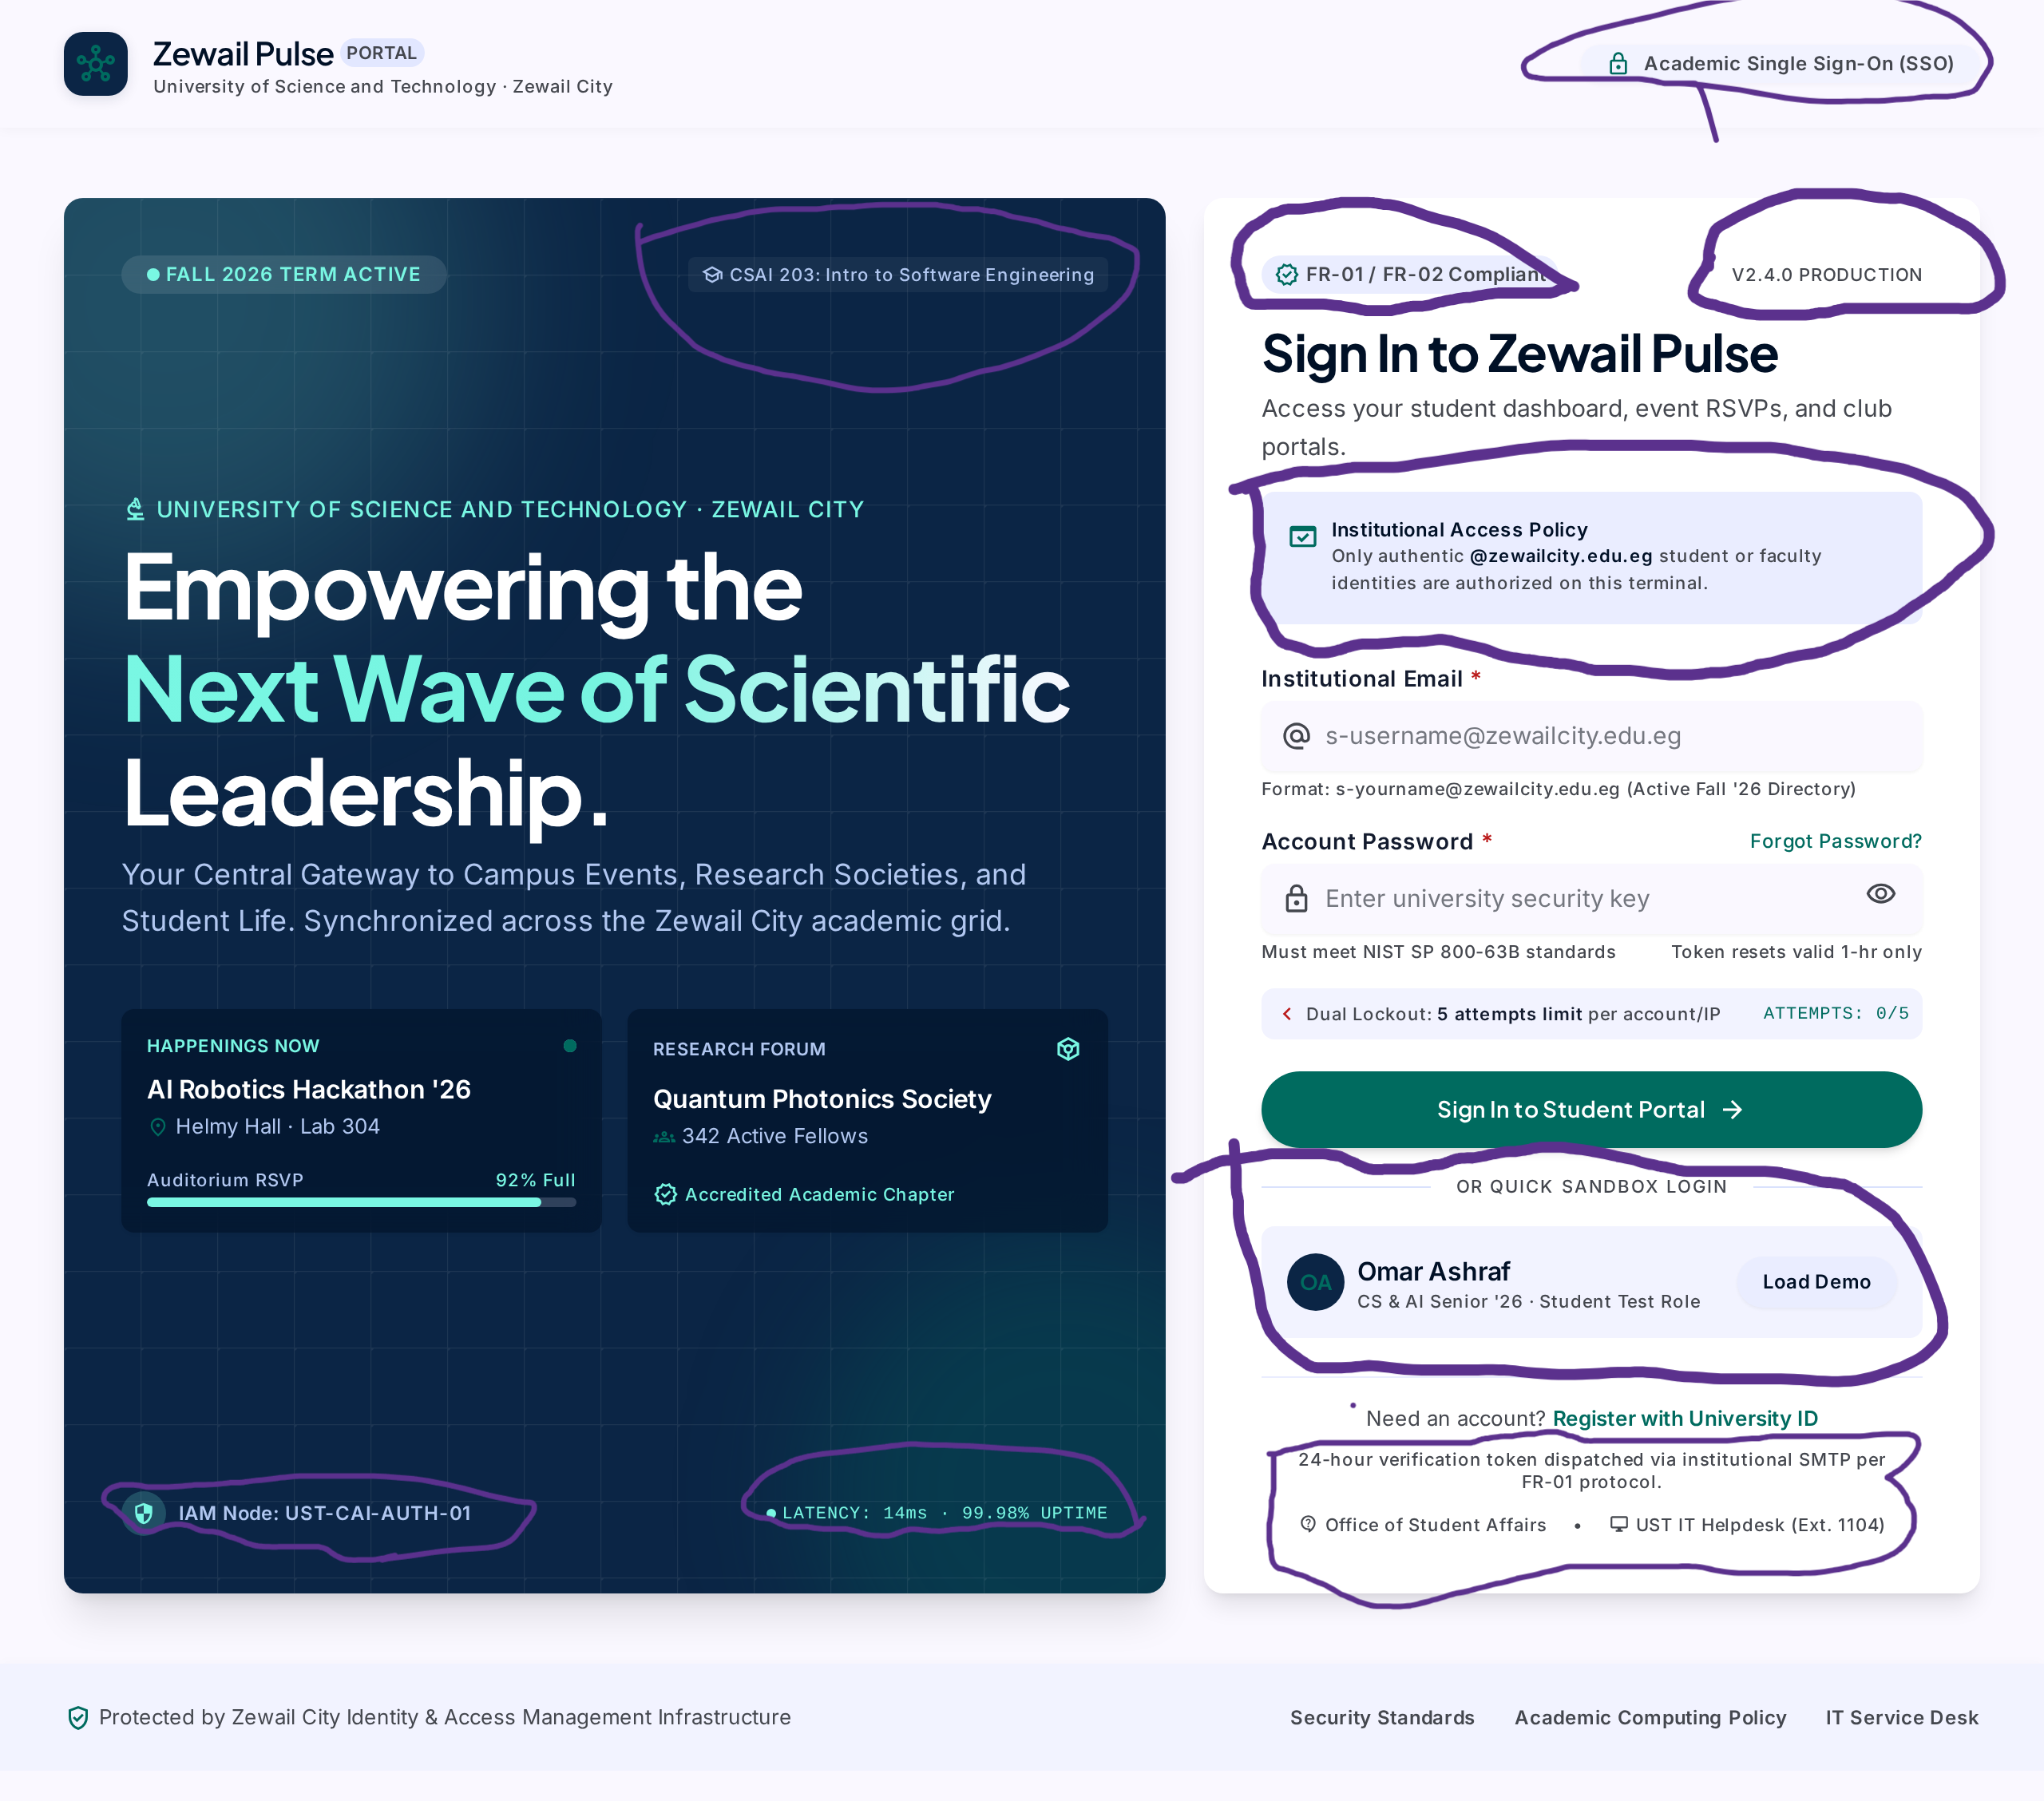 Zewail Pulse PORTAL
University of Science and Technology · Zewail City
Academic Single Sign-On (SSO)
FALL 2026 TERM ACTIVE
CSAI 203: Intro to Software Engineering
UNIVERSITY OF SCIENCE AND TECHNOLOGY · ZEWAIL CITY
Empowering the
Next Wave of Scientific
Leadership.
Your Central Gateway to Campus Events, Research Societies, and
Student Life. Synchronized across the Zewail City academic grid.
HAPPENINGS NOW
AI Robotics Hackathon '26
Helmy Hall · Lab 304
Auditorium RSVP 92% Full
RESEARCH FORUM
Quantum Photonics Society
342 Active Fellows
Accredited Academic Chapter
IAM Node: UST-CAI-AUTH-01
LATENCY: 14ms · 99.98% UPTIME
FR-01 / FR-02 Compliant
V2.4.0 PRODUCTION
Sign In to Zewail Pulse
Access your student dashboard, event RSVPs, and club
portals.
Institutional Access Policy
Only authentic @zewailcity.edu.eg student or faculty
identities are authorized on this terminal.
Institutional Email *
s-username@zewailcity.edu.eg
Format: s-yourname@zewailcity.edu.eg (Active Fall '26 Directory)
Account Password * Forgot Password?
Enter university security key
Must meet NIST SP 800-63B standards Token resets valid 1-hr only
Dual Lockout: 5 attempts limit per account/IP ATTEMPTS: 0/5
Sign In to Student Portal
OR QUICK SANDBOX LOGIN
OA
Omar Ashraf
CS & AI Senior '26 · Student Test Role
Load Demo
Need an account? Register with University ID
24-hour verification token dispatched via institutional SMTP per
FR-01 protocol.
Office of Student Affairs • UST IT Helpdesk (Ext. 1104)
Protected by Zewail City Identity & Access Management Infrastructure
Security Standards Academic Computing Policy IT Service Desk